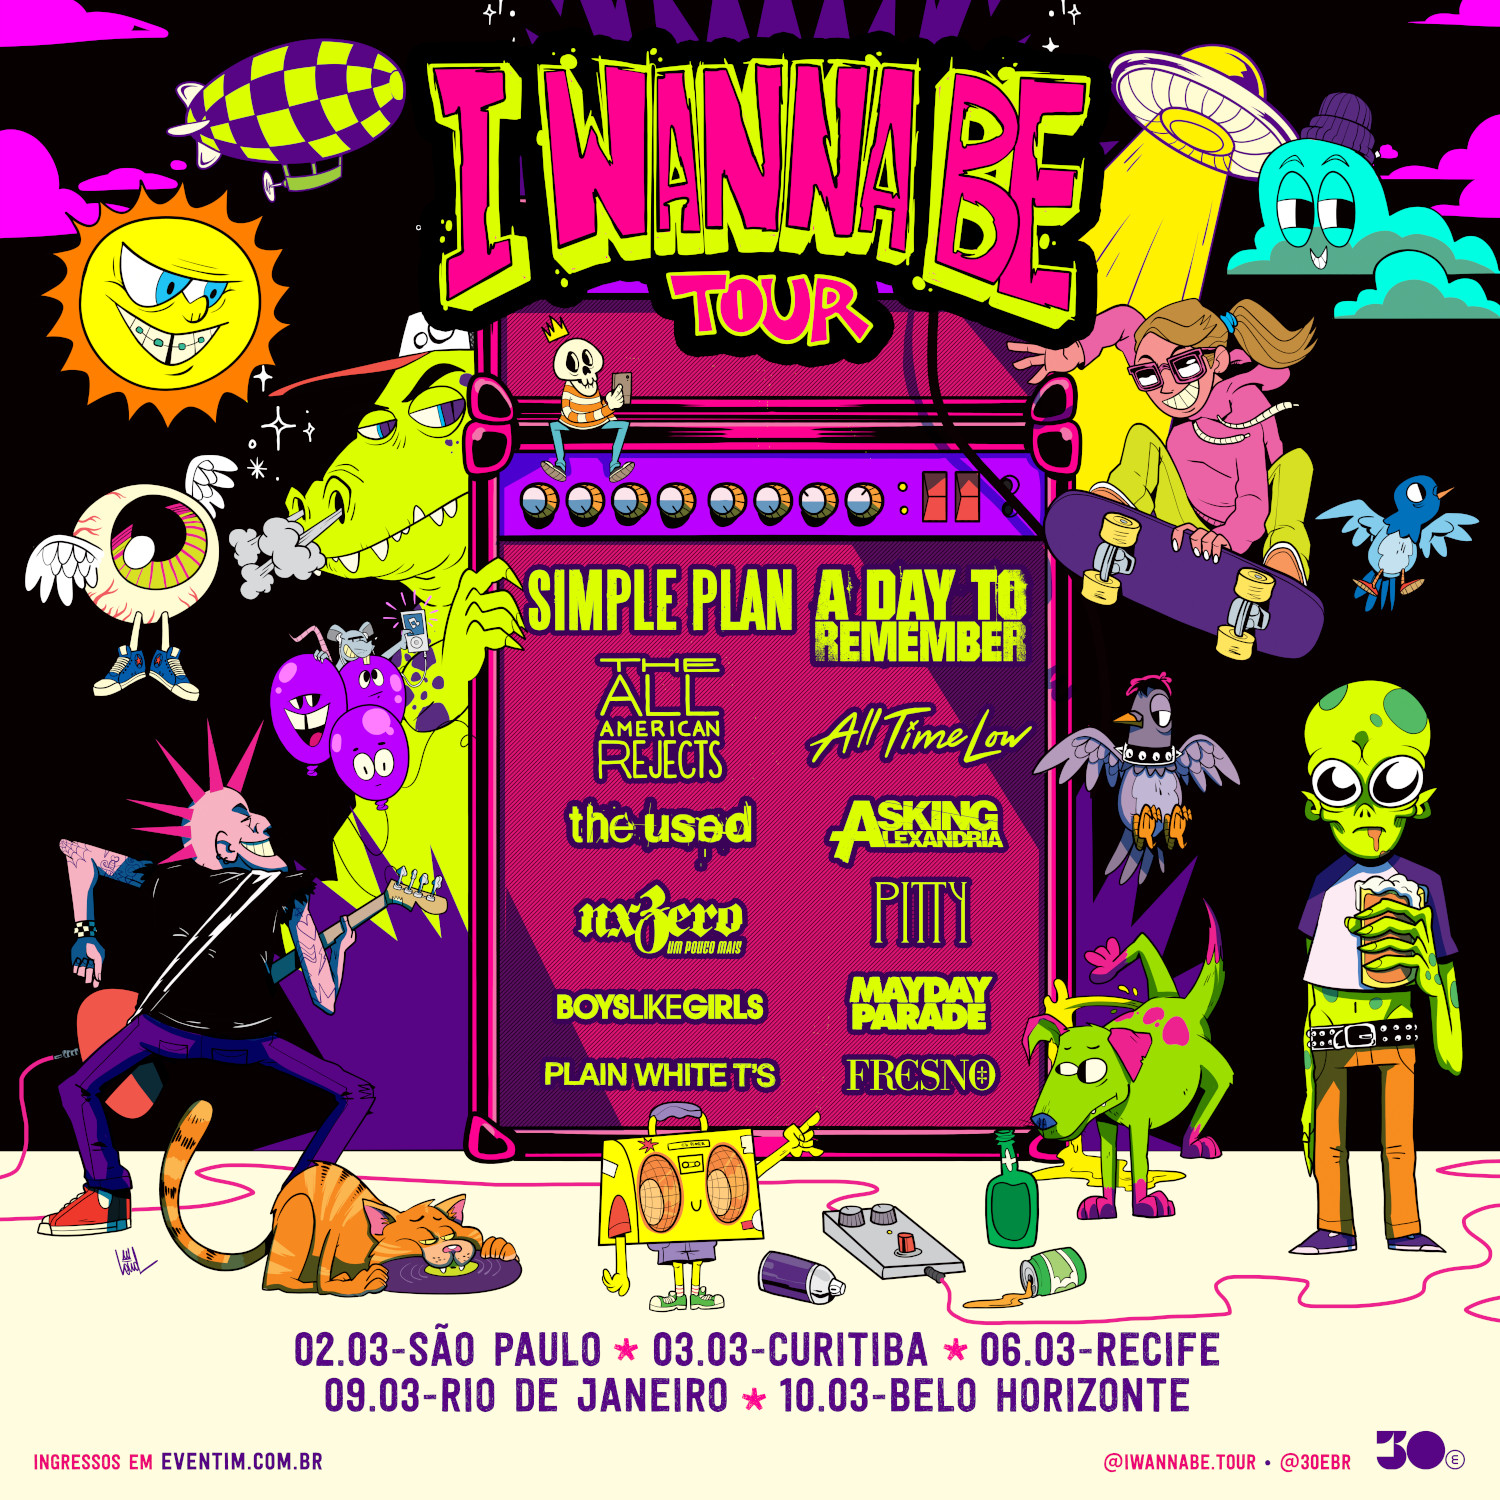 I WANNA BE
TOUR
SIMPLE PLAN
A DAY TO
REMEMBER
THE
ALL
AMERICAN
REJECTS
All Time Low
the used
ASKING
ALEXANDRIA
nxzero
UM POUCO MAIS
PITTY
BOYSLIKEGIRLS
MAYDAY
PARADE
PLAIN WHITE T'S
FRESNO
02.03-SÃO PAULO * 03.03-CURITIBA * 06.03-RECIFE
09.03-RIO DE JANEIRO * 10.03-BELO HORIZONTE
INGRESSOS EM EVENTIM.COM.BR
@IWANNABE.TOUR • @30EBR
30E